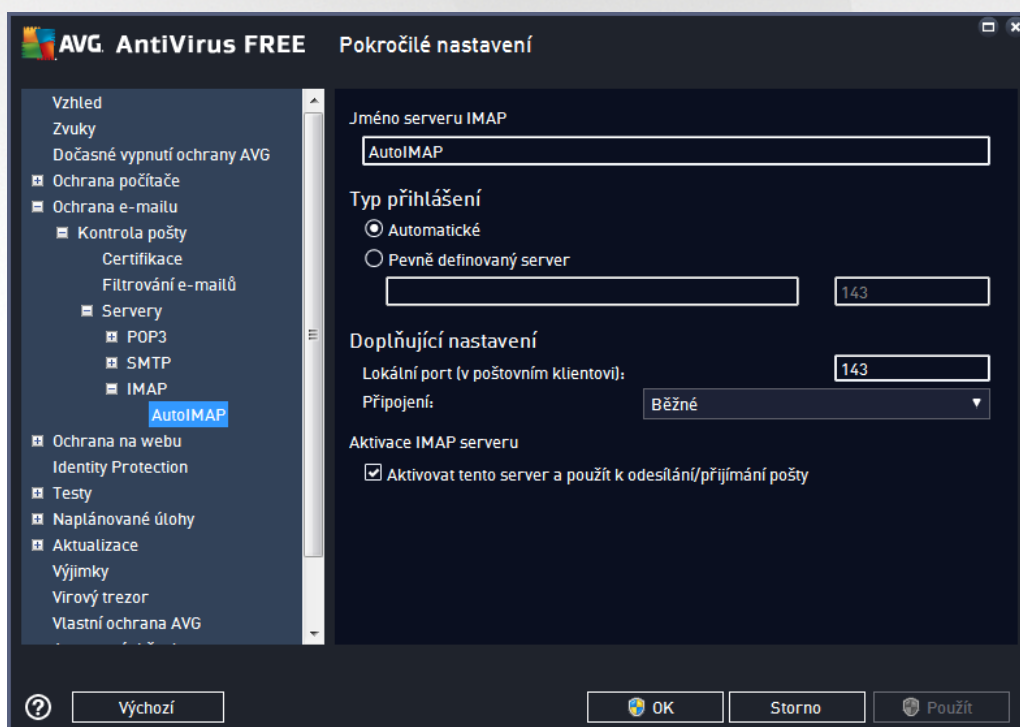 AVG. AntiVirus FREE
Pokročilé nastavení
Vzhled
Zvuky
Dočasné vypnutí ochrany AVG
Ochrana počítače
Ochrana e-mailu
Kontrola pošty
Certifikace
Filtrování e-mailů
Servery
POP3
SMTP
IMAP
AutoIMAP
Ochrana na webu
Identity Protection
Testy
Naplánované úlohy
Aktualizace
Výjimky
Virový trezor
Vlastní ochrana AVG
Jméno serveru IMAP
AutoIMAP
Typ přihlášení
Automatické
Pevně definovaný server
143
Doplňující nastavení
Lokální port (v poštovním klientovi): 143
Připojení: Běžné
Aktivace IMAP serveru
Aktivovat tento server a použít k odesílání/přijímání pošty
? Výchozí OK Storno Použít